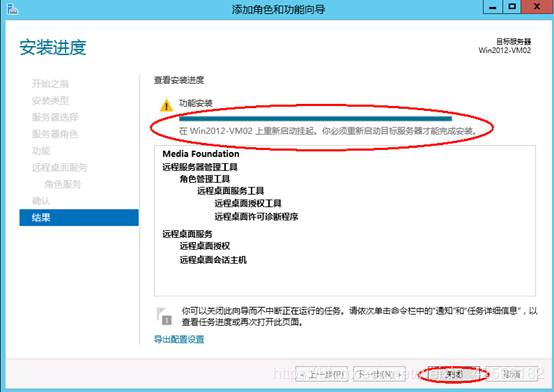 添加角色和功能向导
安装进度
目标服务器
Win2012-VM02
开始之前
安装类型
服务器选择
服务器角色
功能
远程桌面服务
角色服务
确认
结果
查看安装进度
功能安装
在 Win2012-VM02 上重新启动挂起。你必须重新启动目标服务器才能完成安装。
Media Foundation
远程服务器管理工具
角色管理工具
远程桌面服务工具
远程桌面授权工具
远程桌面许可诊断程序
远程桌面服务
远程桌面授权
远程桌面会话主机
你可以关闭此向导而不中断正在运行的任务。请依次单击命令栏中的“通知”和“任务详细信息”，以
查看任务进度或再次打开此页面。
导出配置设置
< 上一步(P) 下一步(N) > 关闭 取消